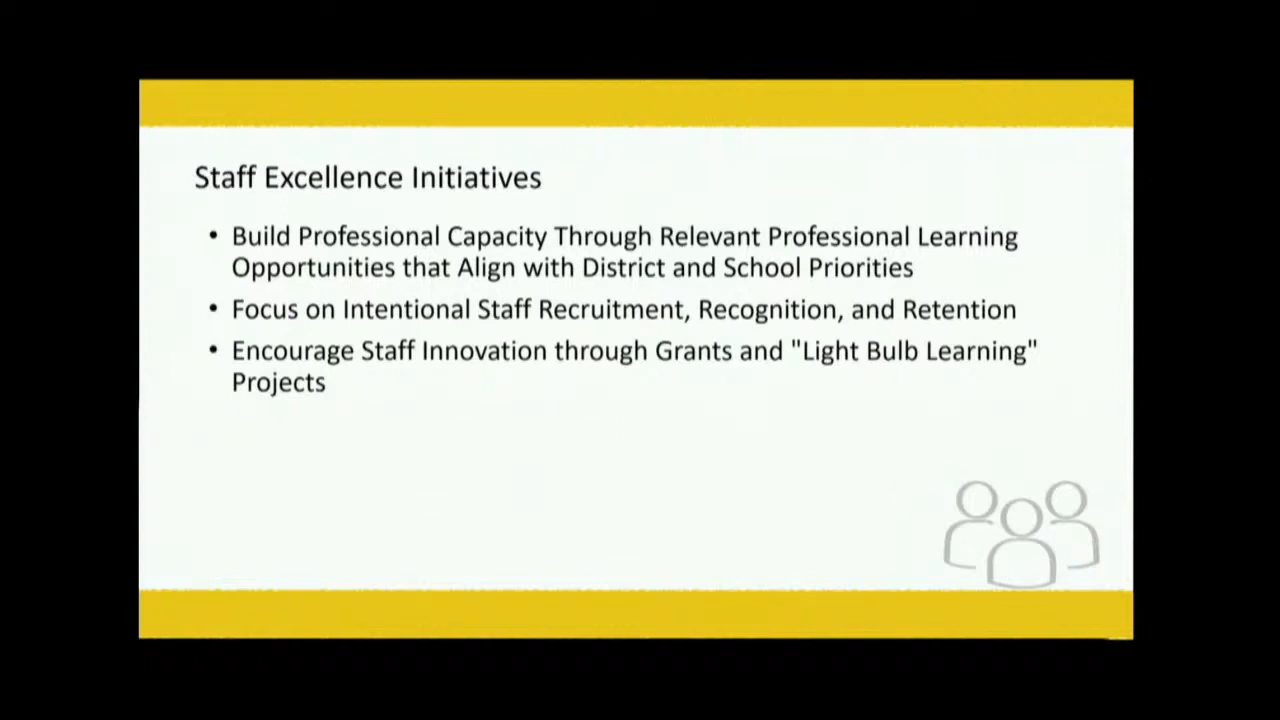 Staff Excellence Initiatives
• Build Professional Capacity Through Relevant Professional Learning
Opportunities that Align with District and School Priorities
• Focus on Intentional Staff Recruitment, Recognition, and Retention
• Encourage Staff Innovation through Grants and "Light Bulb Learning"
Projects